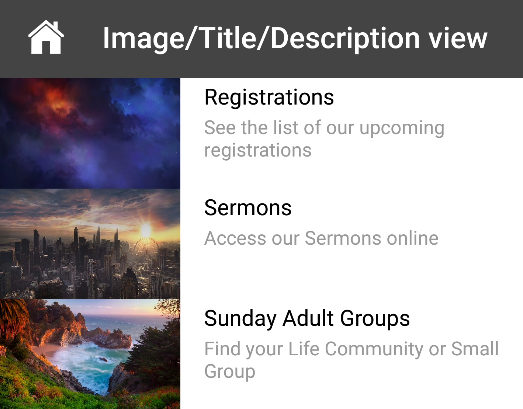 Image/Title/Description view
Registrations
See the list of our upcoming
registrations
Sermons
Access our Sermons online
Sunday Adult Groups
Find your Life Community or Small
Group